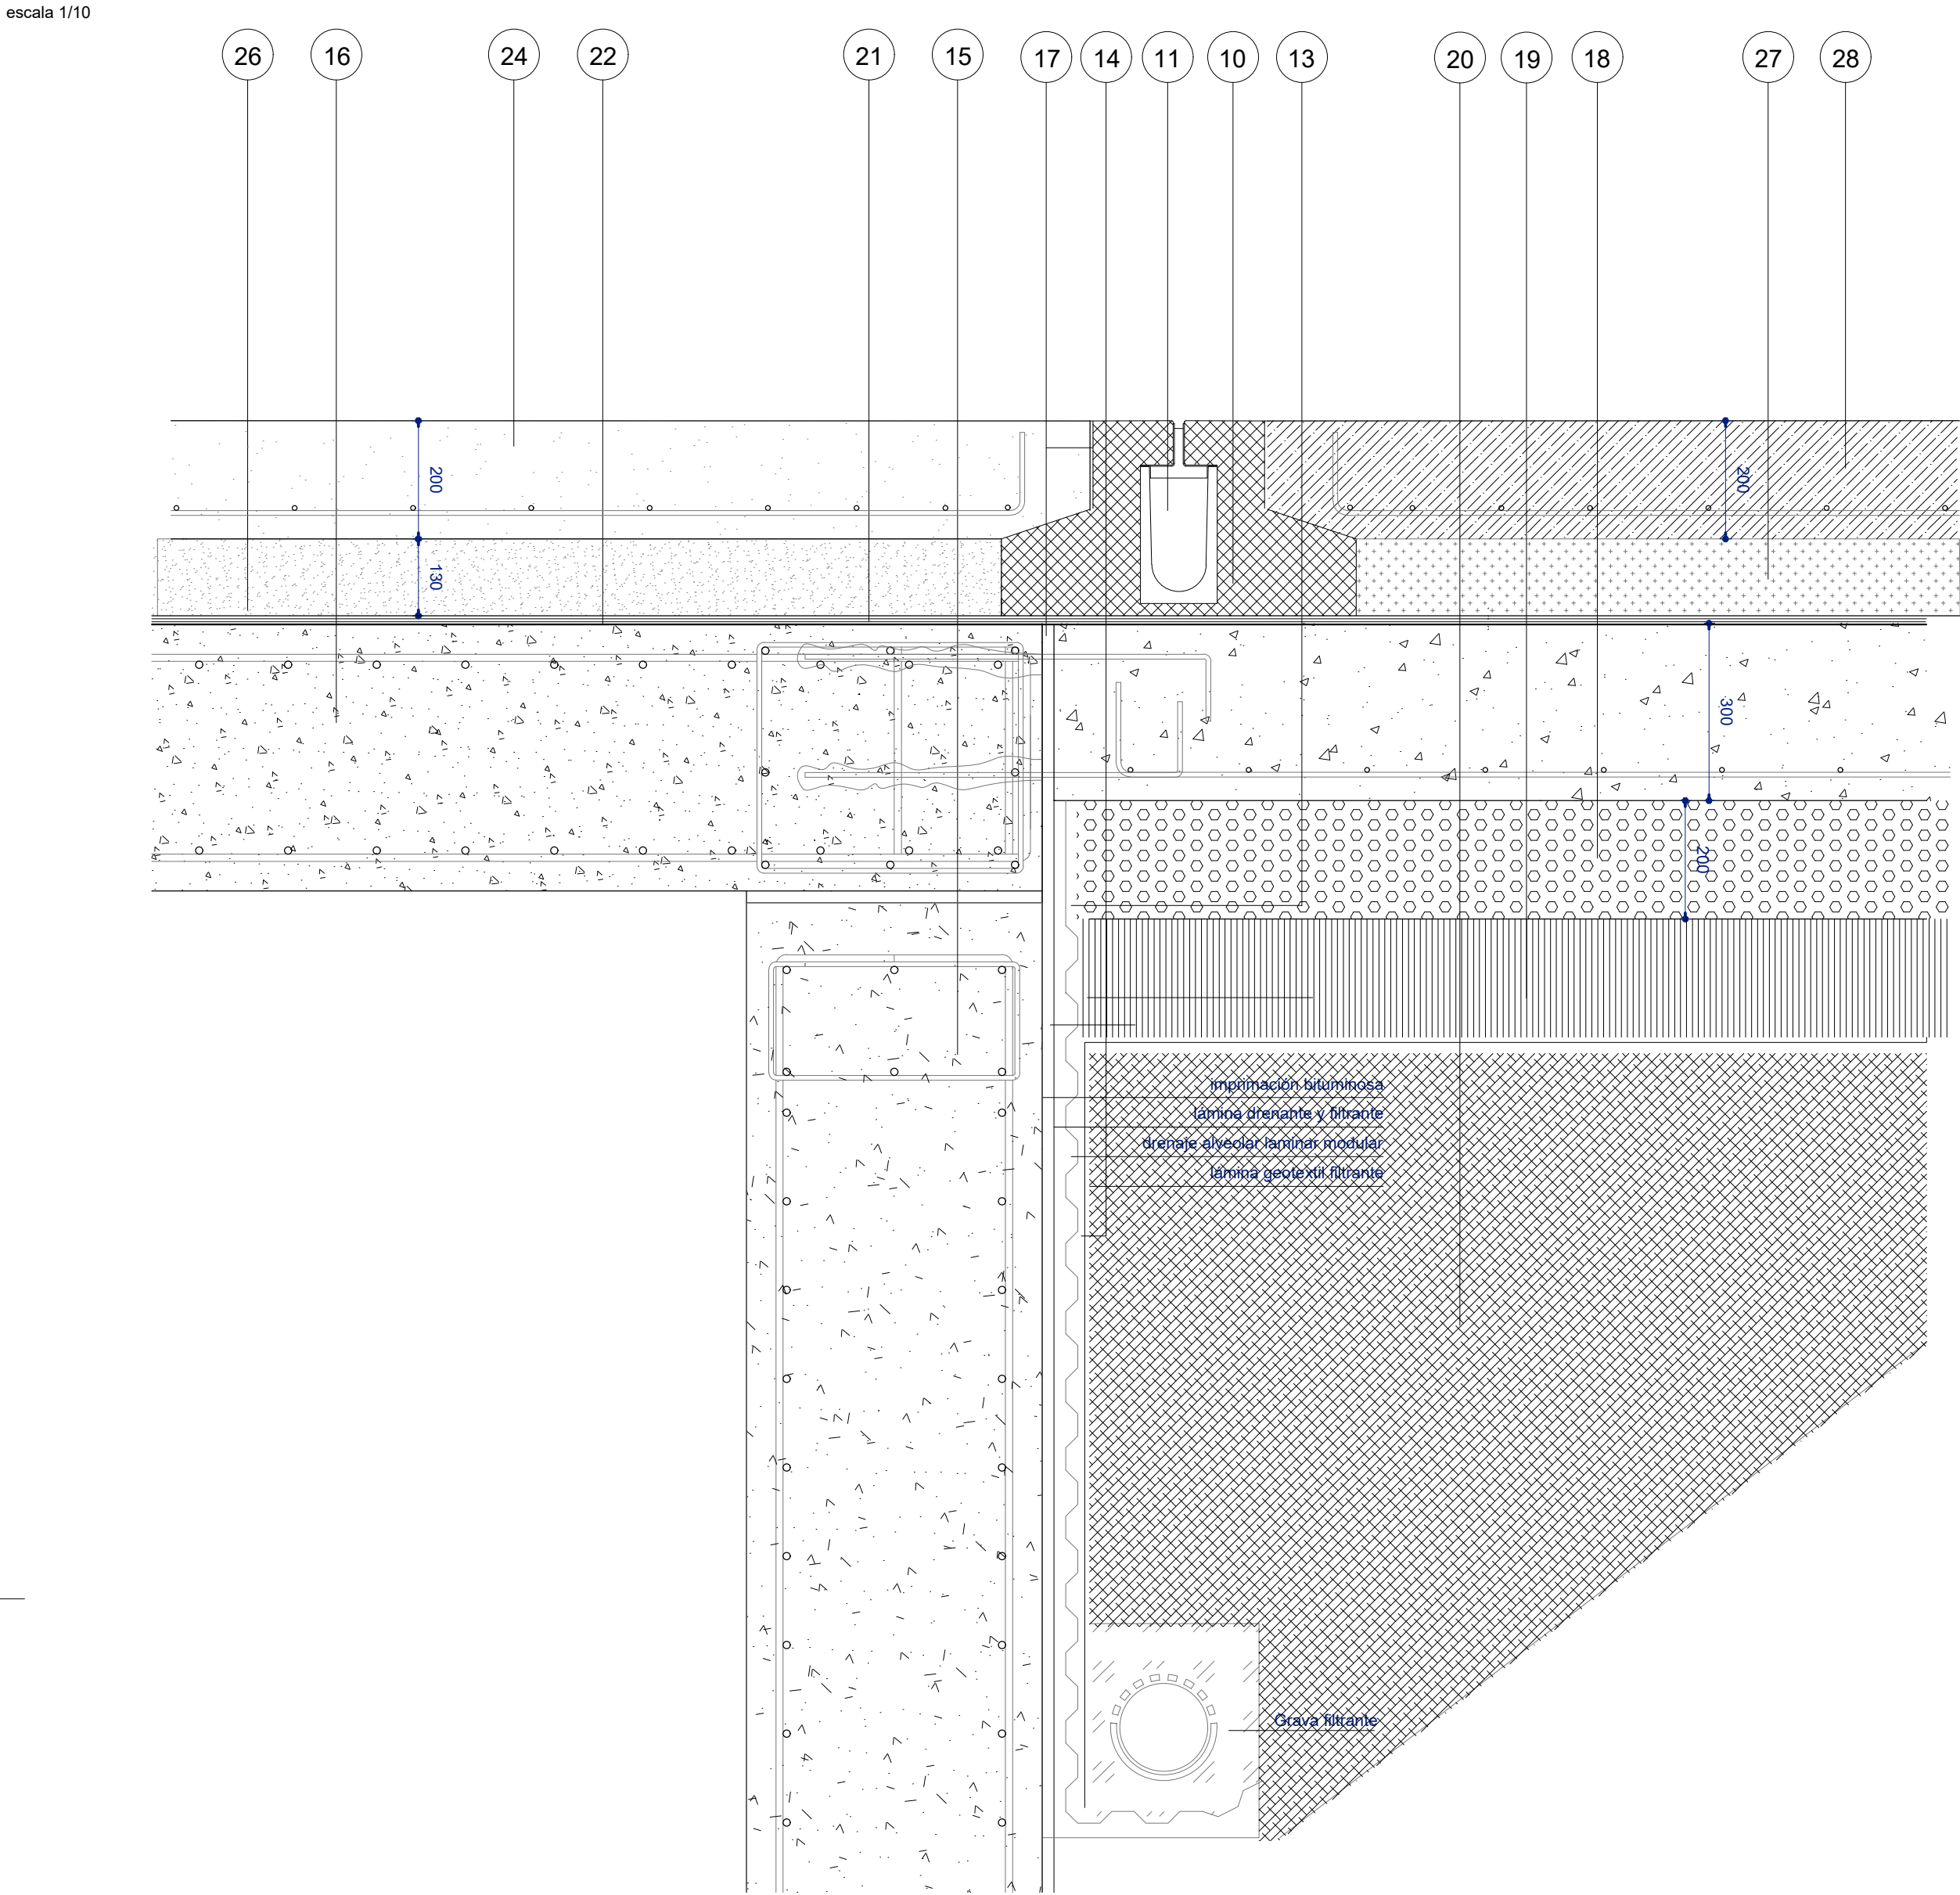 escala 1/10
26 16 24 22 21 15 17 14 11 10 13 20 19 18 27 28
200
200
130
300
200
imprimación bituminosa
lámina drenante y filtrante
drenaje alveolar laminar modular
lámina geotextil filtrante
Grava filtrante